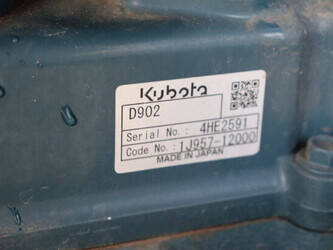 Kubota
D902
Serial No.: 4HE2591
Code No.: 1J957-12000
MADE IN JAPAN